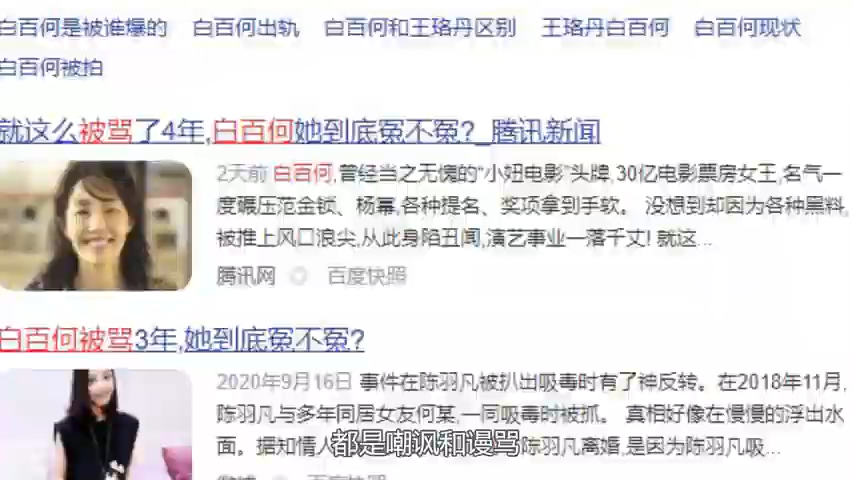 白百何是被谁爆的 白百何出轨 白百何和王珞丹区别 王珞丹白百何 白百何现状
白百何被拍
就这么被骂了4年,白百何她到底冤不冤?_腾讯新闻
2天前 白百何,曾经当之无愧的“小妞电影”头牌,30亿电影票房女王,名气一
度碾压范金锁、杨幂,各种提名、奖项拿到手软。 没想到却因为各种黑料,
被推上风口浪尖,从此身陷丑闻,演艺事业一落千丈! 就这...
腾讯网 百度快照
白百何被骂3年,她到底冤不冤?
2020年9月16日 事件在陈羽凡被扒出吸毒时有了神反转。在2018年11月,
陈羽凡与多年同居女友何某,一同吸毒时被抓。 真相好像在慢慢的浮出水
面。据知情人
陈羽凡离婚,是因为陈羽凡吸...
都是嘲讽和谩骂